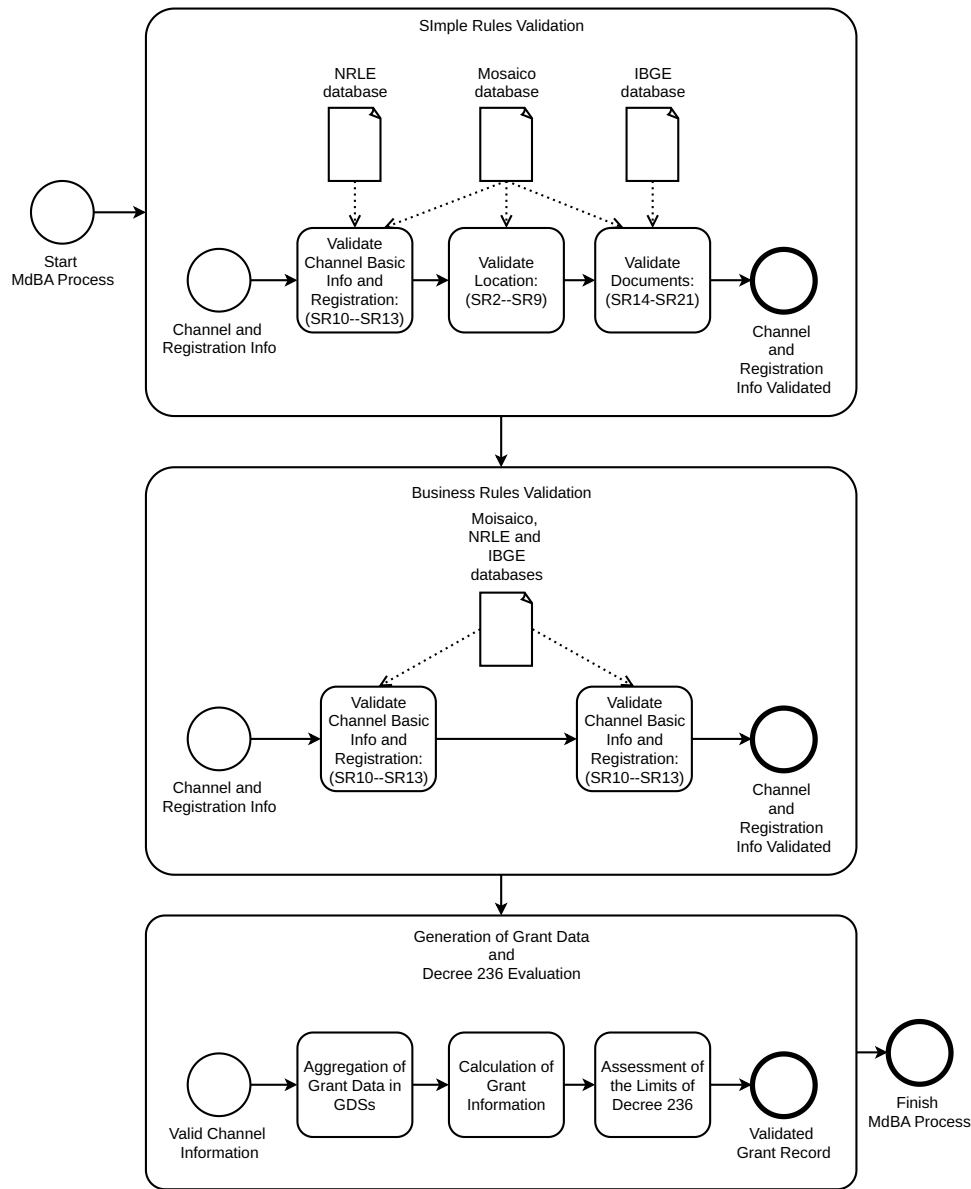 SImple Rules Validation
NRLE
database
Mosaico
database
IBGE
database
Start
MdBA Process
Channel and
Registration Info
Validate
Channel Basic
Info and
Registration:
(SR10--SR13)
Validate
Location:
(SR2--SR9)
Validate
Documents:
(SR14-SR21)
Channel
and
Registration
Info Validated
Business Rules Validation
Moisaico,
NRLE and
IBGE
databases
Channel and
Registration Info
Validate
Channel Basic
Info and
Registration:
(SR10--SR13)
Validate
Channel Basic
Info and
Registration:
(SR10--SR13)
Channel
and
Registration
Info Validated
Generation of Grant Data
and
Decree 236 Evaluation
Valid Channel
Information
Aggregation of
Grant Data in
GDSs
Calculation of
Grant
Information
Assessment of
the Limits of
Decree 236
Validated
Grant Record
Finish
MdBA Process